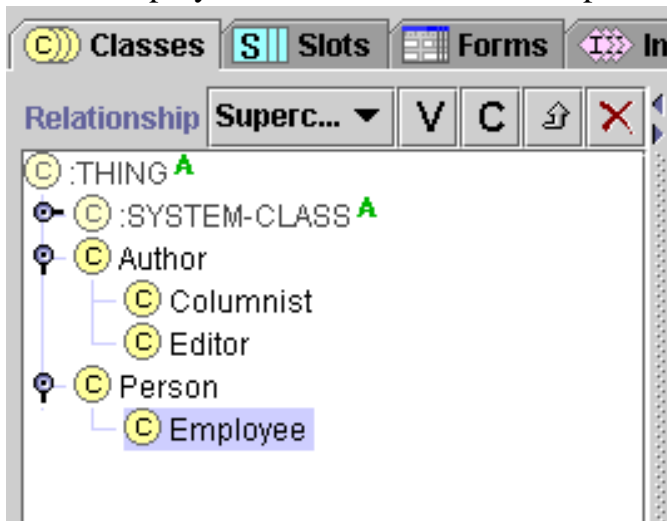 Classes S Slots Forms In
Relationship Superc... V C
C :THING A
C :SYSTEM-CLASS A
C Author
C Columnist
C Editor
C Person
C Employee